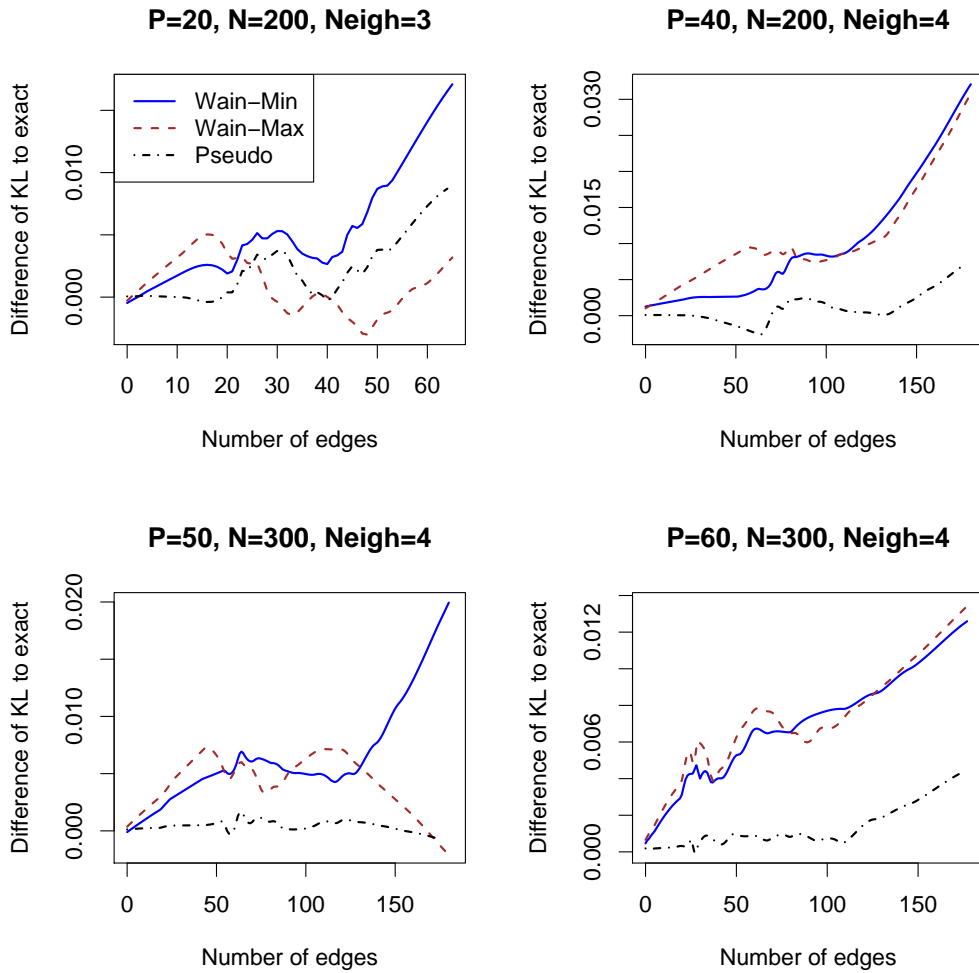 P=20, N=200, Neigh=3
Difference of KL to exact
0.000 0.010
Wain−Min
Wain−Max
Pseudo
0 10 20 30 40 50 60
Number of edges
P=40, N=200, Neigh=4
Difference of KL to exact
0.000 0.015 0.030
0 50 100 150
Number of edges
P=50, N=300, Neigh=4
Difference of KL to exact
0.000 0.010 0.020
0 50 100 150
Number of edges
P=60, N=300, Neigh=4
Difference of KL to exact
0.000 0.006 0.012
0 50 100 150
Number of edges